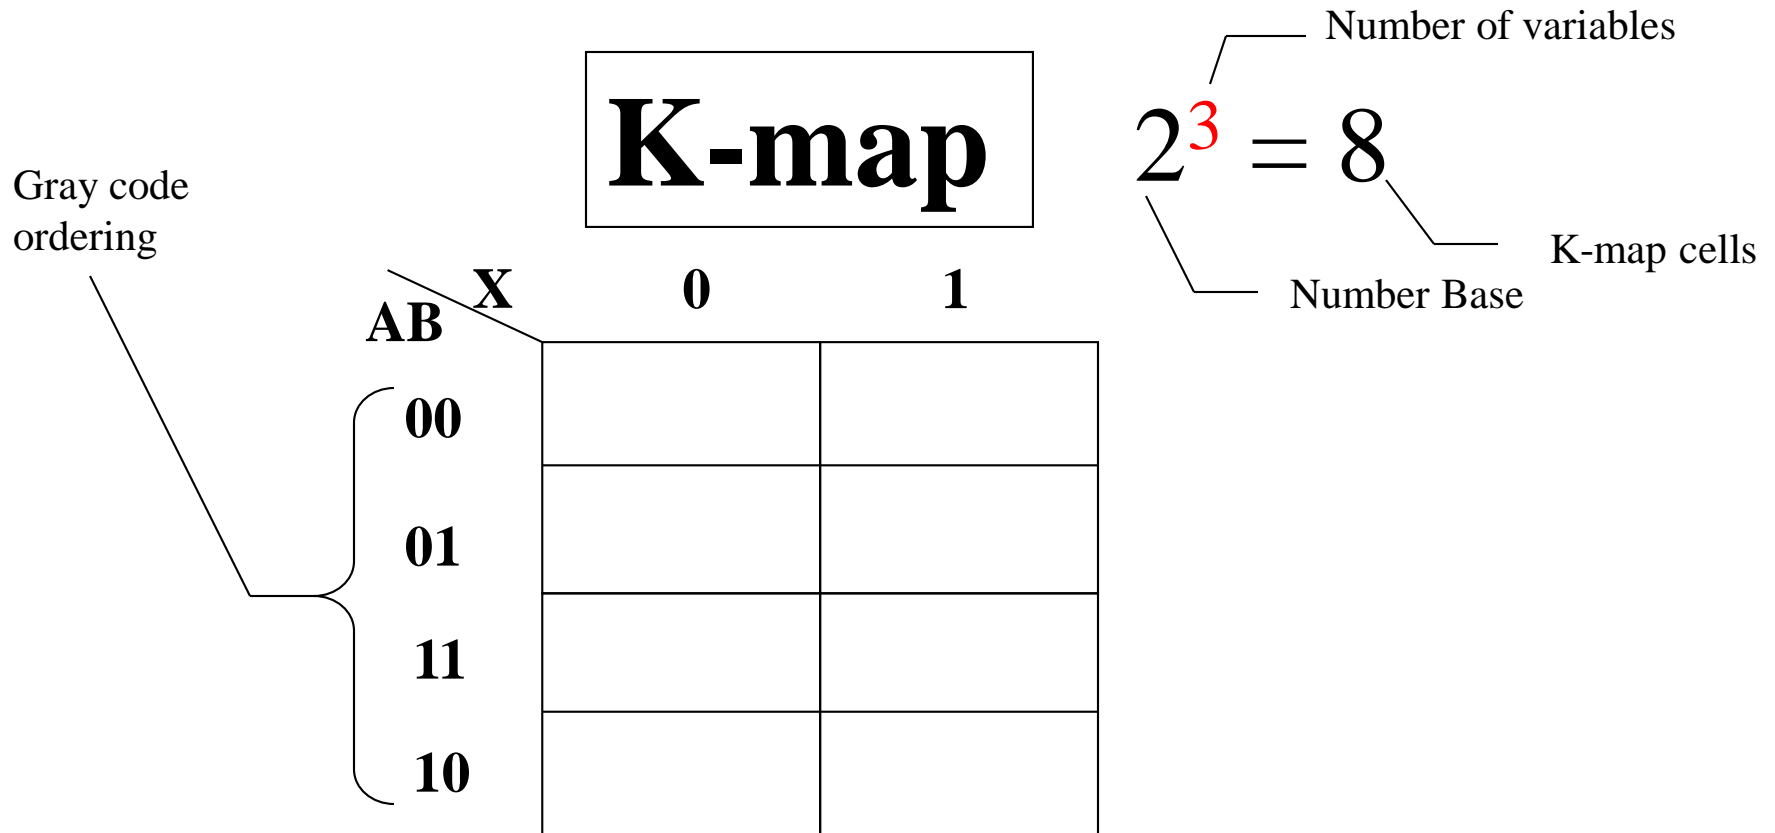 Number of variables
K-map
2³ = 8
Gray code
ordering
K-map cells
Number Base
X 0 1
AB
00
01
11
10